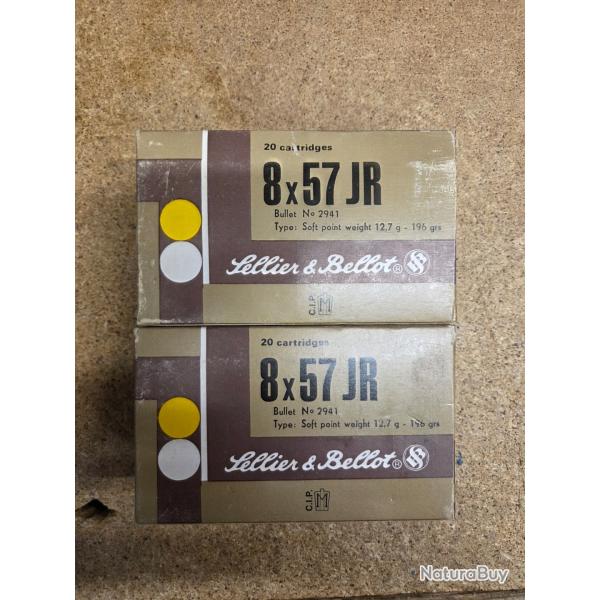 20 cartridges
8x57 JR
Bullet No 2941
Type: Soft point weight 12.7 g - 196 grs
Sellier & Bellot®
C.I.P.
20 cartridges
8x57 JR
Bullet No 2941
Type: Soft point weight 12.7 g - 196 grs
Sellier & Bellot®
C.I.P.
NaturaBuy